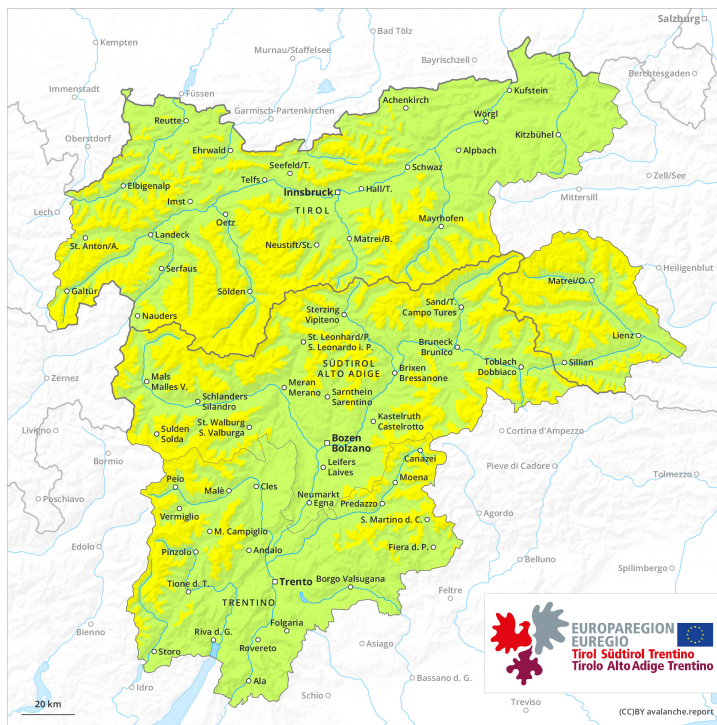 Salzburg
Kempten
Bad Tölz
Murnau/Staffelsee
Bayrischzell
Berchtesgaden
Immenstadt
Füssen
Garmisch-Partenkirchen
Achenkirch
Kufstein
Reutte
Wörgl
Oberstdorf
Ehrwald
Kitzbühel
Alpbach
Seefeld/T.
Schwaz
Telfs
Zell/See
Elbigenalp
Innsbruck
Hall/T.
Mittersill
Imst
TIROL
Lech
Oetz
Mayrhofen
St. Anton/A.
Landeck
Neustift/St.
Matrei/B.
Serfaus
Heiligenblut
Galtür
Sölden
Matrei/O.
Nauders
Sterzing
Vipiteno
Sand/T.
Campo Tures
St. Leonhard/P.
S. Leonardo i. P.
Lienz
Bruneck
Brunico
SÜDTIROL
ALTO ADIGE
Toblach
Dobbiaco
Sillian
Zernez
Mals
Malles V.
Meran
Merano
Brixen
Bressanone
Schlanders
Silandro
Sarnthein
Sarentino
St. Walburg
S. Valburga
Kastelruth
Castelrotto
Livigno
Sulden
Solda
Bozen
Bolzano
Cortina d'Ampezzo
Bormio
Canazei
Leifers
Laives
Pieve di Cadore
Tolmezzo
Peio
Malè
Cles
Moena
Poschiavo
Neumarkt
Egna
Predazzo
Vermiglio
S. Martino d. C.
Agordo
M. Campiglio
Edolo
Pinzolo
Andalo
Fiera d. P.
Belluno
Spilimbergo
Tione d. T.
Trento
Borgo Valsugana
Feltre
TRENTINO
Folgaria
Bienno
Riva d. G.
Rovereto
Asiago
Storo
Bassano d. G.
Idro
Ala
Schio
Treviso
EUROPAREGION
EUREGIO
Tirol Südtirol Trentino
Tirolo Alto Adige Trentino
20 km
(CC)BY avalanche.report